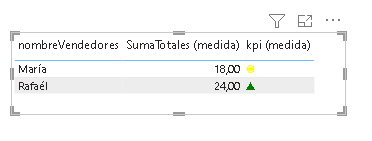 nombreVendedores SumaTotales (medida) kpi (medida)
María 18,00
Rafaél 24,00